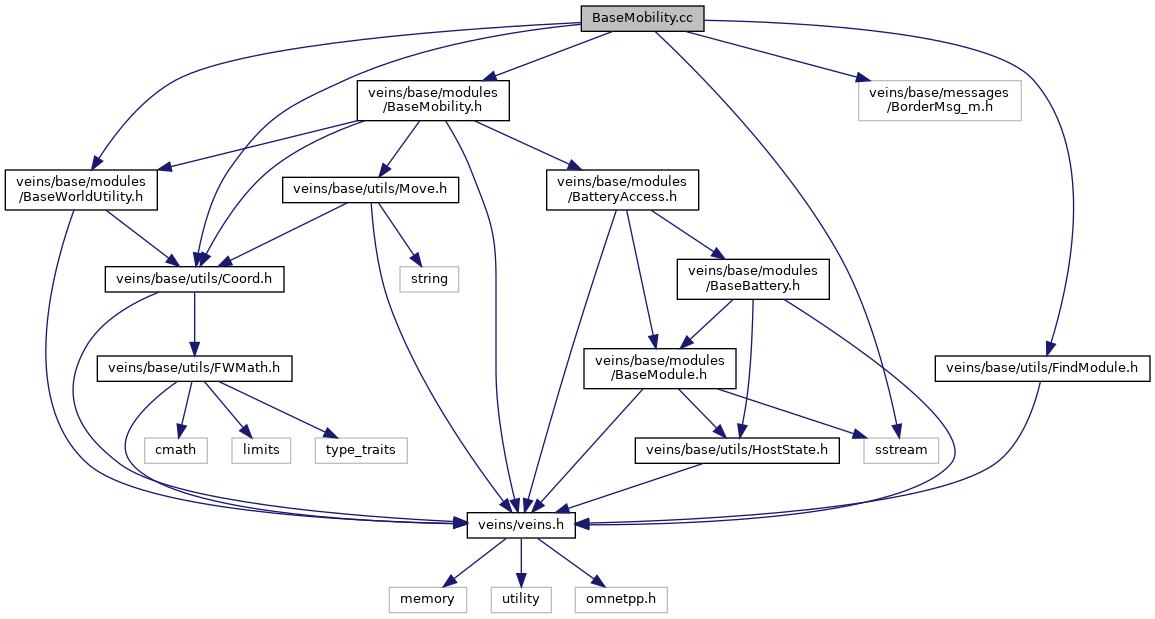 BaseMobility.cc
veins/base/modules
/BaseMobility.h
veins/base/messages
/BorderMsg_m.h
veins/base/modules
/BaseWorldUtility.h
veins/base/utils/Move.h
veins/base/modules
/BatteryAccess.h
veins/base/utils/Coord.h
string
veins/base/modules
/BaseBattery.h
veins/base/utils/FWMath.h
veins/base/modules
/BaseModule.h
veins/base/utils/FindModule.h
cmath
limits
type_traits
veins/base/utils/HostState.h
sstream
veins/veins.h
memory
utility
omnetpp.h